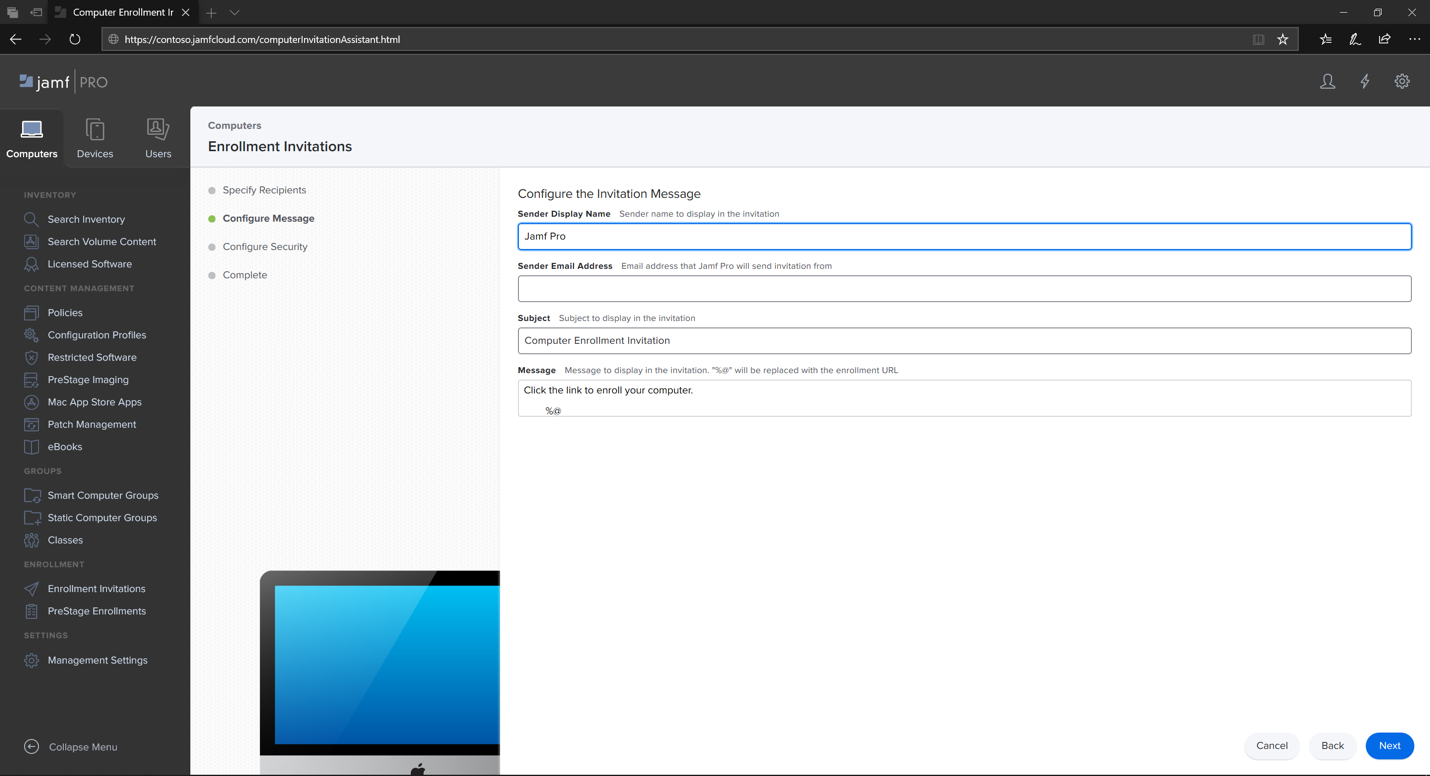 Computer Enrollment Ir
https://contoso.jamfcloud.com/computerInvitationAssistant.html
jamf PRO
Computers Devices Users
INVENTORY
Search Inventory
Search Volume Content
Licensed Software
CONTENT MANAGEMENT
Policies
Configuration Profiles
Restricted Software
PreStage Imaging
Mac App Store Apps
Patch Management
eBooks
GROUPS
Smart Computer Groups
Static Computer Groups
Classes
ENROLLMENT
Enrollment Invitations
PreStage Enrollments
SETTINGS
Management Settings
Collapse Menu
Computers
Enrollment Invitations
Specify Recipients
Configure Message
Configure Security
Complete
Configure the Invitation Message
Sender Display Name Sender name to display in the invitation
Jamf Pro
Sender Email Address Email address that Jamf Pro will send invitation from
Subject Subject to display in the invitation
Computer Enrollment Invitation
Message Message to display in the invitation. "%@" will be replaced with the enrollment URL
Click the link to enroll your computer.
%@
Cancel Back Next